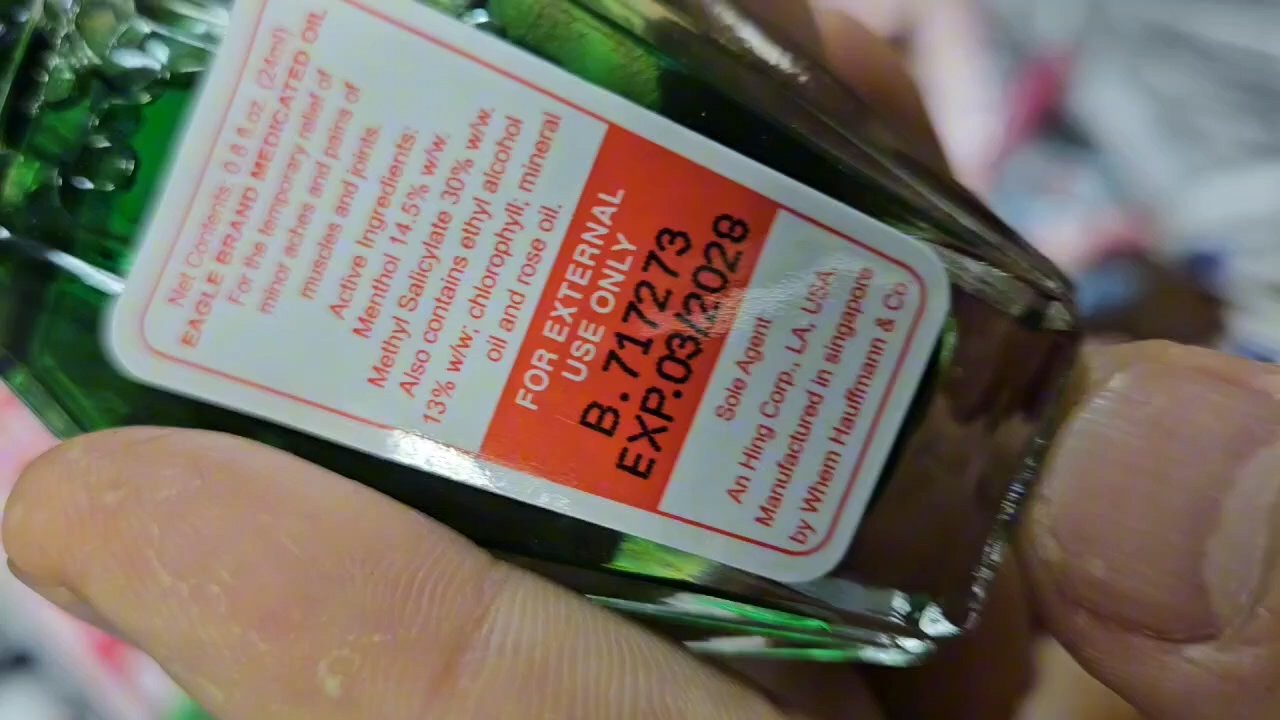 Net Contents: 0.8 fl.oz. (24ml)
EAGLE BRAND MEDICATED OIL
For the temporary relief of
minor aches and pains of
muscles and joints.
Active Ingredients:
Menthol 14.5% w/w.
Methyl Salicylate 30% w/w.
Also contains ethyl alcohol
13% w/w; chlorophyll; mineral
oil and rose oil.
FOR EXTERNAL
USE ONLY
B.717273
EXP.03/2028
Sole Agent
An Hing Corp., LA, USA.
Manufactured in singapore
by Whem Hauffmann & Co